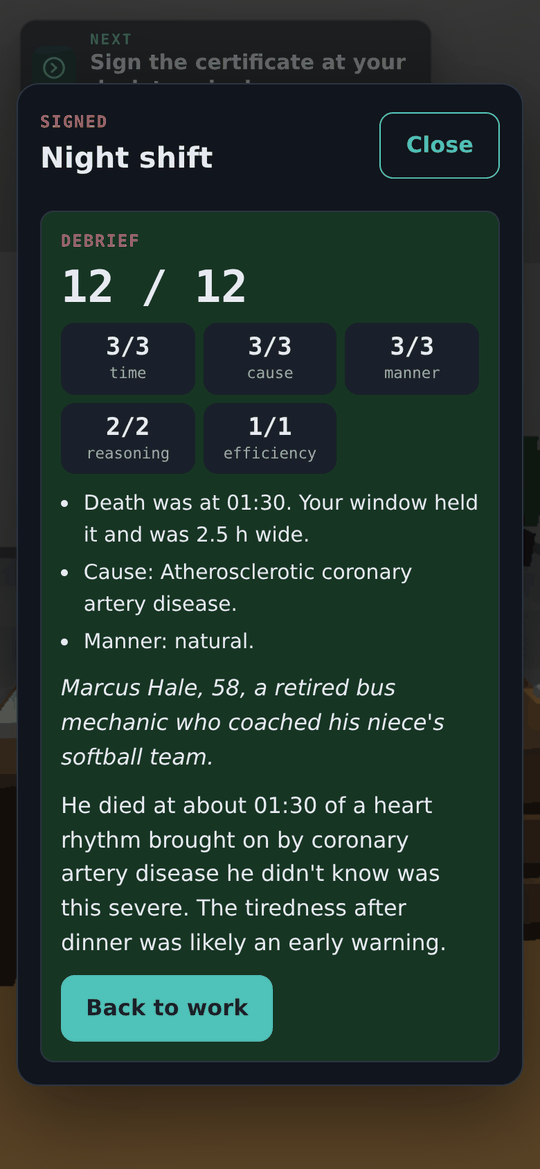 NEXT
Sign the certificate at your
SIGNED
Night shift
Close
DEBRIEF
12 / 12
3/3
time
3/3
cause
3/3
manner
2/2
reasoning
1/1
efficiency
• Death was at 01:30. Your window held
it and was 2.5 h wide.
• Cause: Atherosclerotic coronary
artery disease.
• Manner: natural.
Marcus Hale, 58, a retired bus
mechanic who coached his niece's
softball team.
He died at about 01:30 of a heart
rhythm brought on by coronary
artery disease he didn't know was
this severe. The tiredness after
dinner was likely an early warning.
Back to work